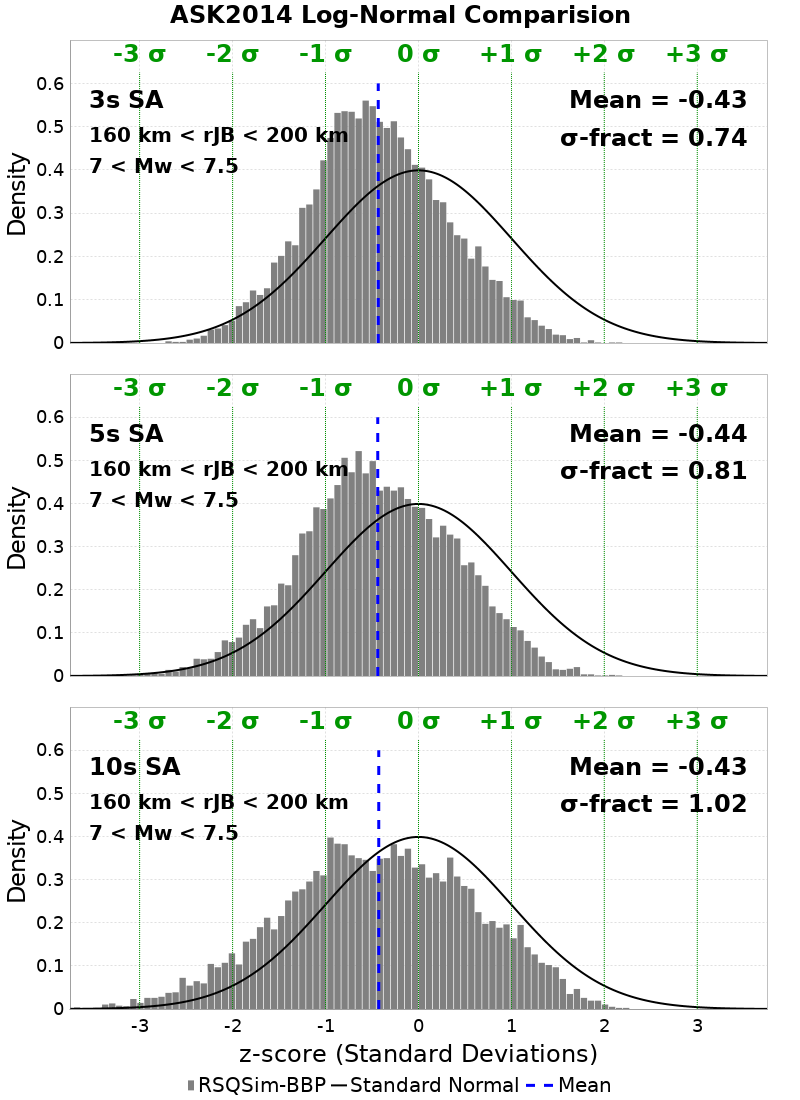 ASK2014 Log-Normal Comparision
-3 σ -2 σ -1 σ 0 σ +1 σ +2 σ +3 σ
3s SA
160 km < rJB < 200 km
7 < Mw < 7.5
Mean = -0.43
σ-fract = 0.74
0.6
0.5
0.4
0.3
0.2
0.1
0
Density
-3 σ -2 σ -1 σ 0 σ +1 σ +2 σ +3 σ
5s SA
160 km < rJB < 200 km
7 < Mw < 7.5
Mean = -0.44
σ-fract = 0.81
0.6
0.5
0.4
0.3
0.2
0.1
0
Density
-3 σ -2 σ -1 σ 0 σ +1 σ +2 σ +3 σ
10s SA
160 km < rJB < 200 km
7 < Mw < 7.5
Mean = -0.43
σ-fract = 1.02
0.6
0.5
0.4
0.3
0.2
0.1
0
Density
-3 -2 -1 0 1 2 3
z-score (Standard Deviations)
RSQSim-BBP Standard Normal Mean